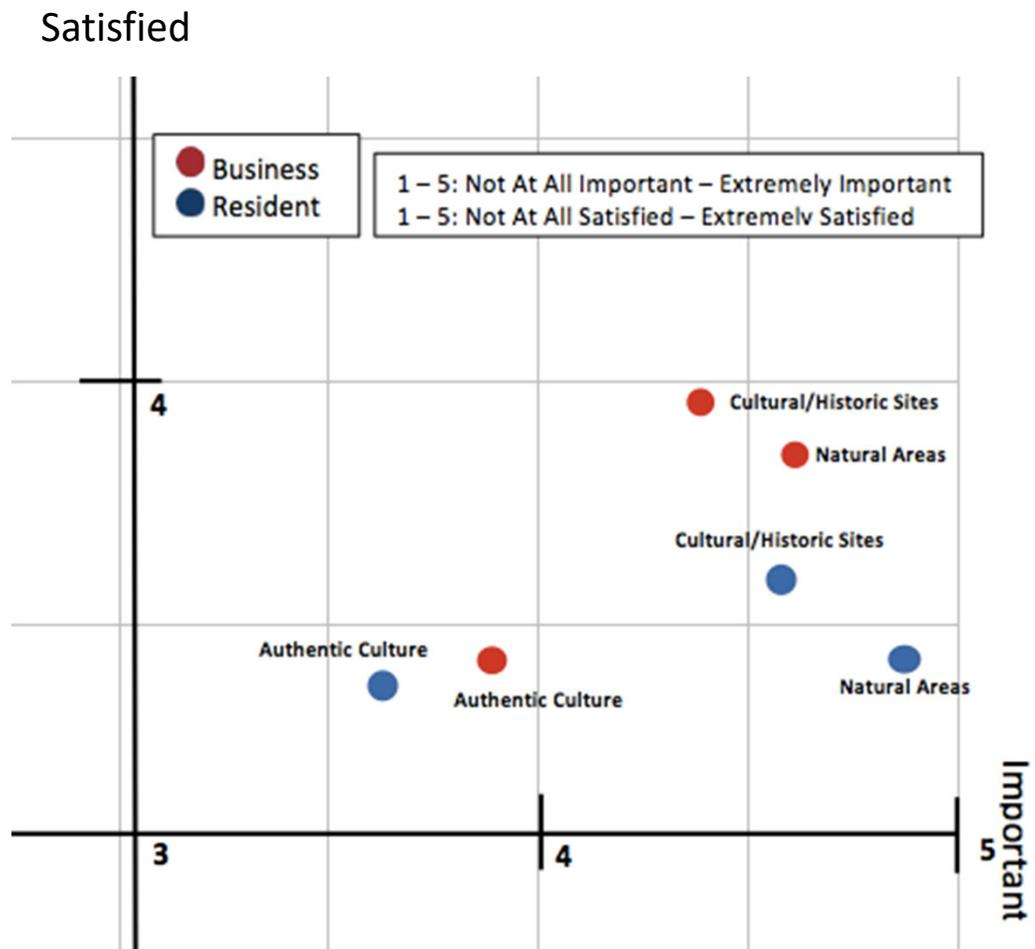 Satisfied
Business
Resident
1 – 5: Not At All Important – Extremely Important
1 – 5: Not At All Satisfied – Extremely Satisfied
4
Cultural/Historic Sites
Natural Areas
Cultural/Historic Sites
Authentic Culture
Authentic Culture
Natural Areas
3
4
5
Important